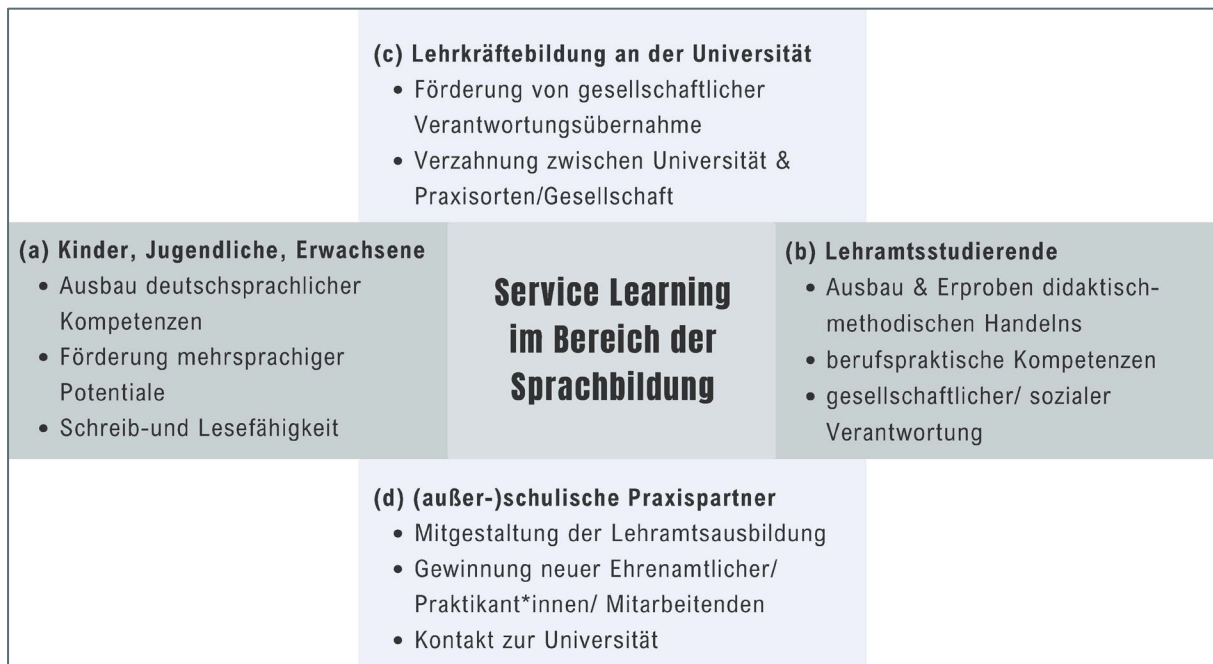 (c) Lehrkräftebildung an der Universität
• Förderung von gesellschaftlicher
Verantwortungsübernahme
• Verzahnung zwischen Universität &
Praxisorten/Gesellschaft
(a) Kinder, Jugendliche, Erwachsene
• Ausbau deutschsprachlicher
Kompetenzen
• Förderung mehrsprachiger
Potentiale
• Schreib-und Lesefähigkeit
Service Learning
im Bereich der
Sprachbildung
(b) Lehramtsstudierende
• Ausbau & Erproben didaktisch-
methodischen Handelns
• berufspraktische Kompetenzen
• gesellschaftlicher/ sozialer
Verantwortung
(d) (außer-)schulische Praxispartner
• Mitgestaltung der Lehramtsausbildung
• Gewinnung neuer Ehrenamtlicher/
Praktikant*innen/ Mitarbeitenden
• Kontakt zur Universität